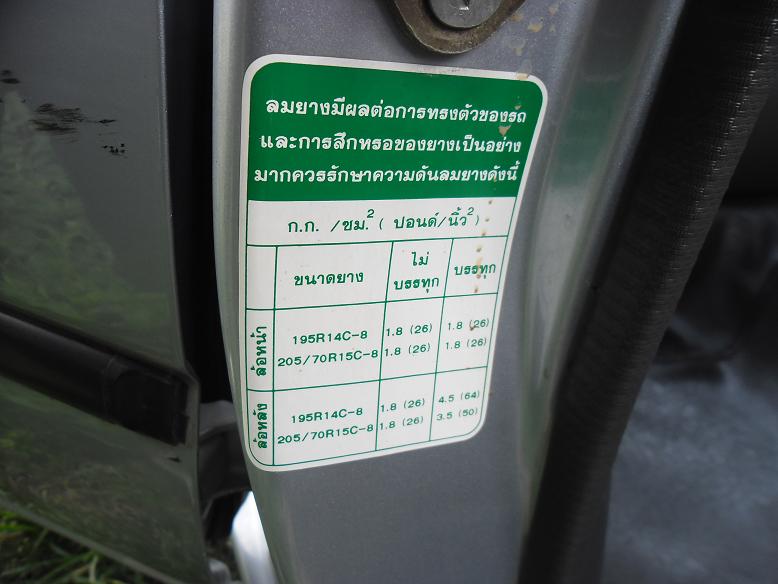 ลมยางมีผลต่อการทรงตัวของรถ
และการสึกหรอของยางเป็นอย่าง
มากควรรักษาความดันลมยางดังนี้
ก.ก. /ซม.² ( ปอนด์/นิ้ว² )
ขนาดยาง ไม่บรรทุก บรรทุก
ล้อหน้า
195R14C-8 1.8 (26) 1.8 (26)
205/70R15C-8 1.8 (26) 1.8 (26)
ล้อหลัง
195R14C-8 1.8 (26) 4.5 (64)
205/70R15C-8 1.8 (26) 3.5 (50)